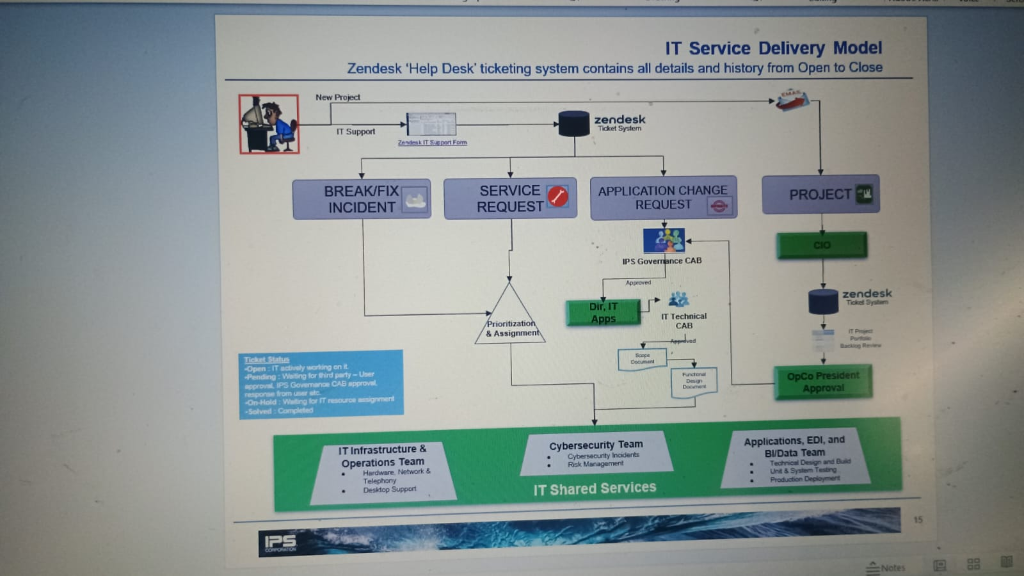 IT Service Delivery Model
Zendesk 'Help Desk' ticketing system contains all details and history from Open to Close
New Project
IT Support
Zendesk IT Support Form
EMAIL
zendesk
Ticket System
BREAK/FIX
INCIDENT
SERVICE
REQUEST
APPLICATION CHANGE
REQUEST
PROJECT
CIO
IPS Governance CAB
Approved
Dir, IT
Apps
IT Technical
CAB
Approved
Scope
Document
Functional
Design
Document
Prioritization
& Assignment
zendesk
Ticket System
IT Project
Portfolio
Backlog Review
OpCo President
Approval
Ticket Status
-Open : IT actively working on it.
-Pending : Waiting for third party – User
approval, IPS Governance CAB approval,
response from user etc.
-On-Hold : Waiting for IT resource assignment
-Solved : Completed
IT Infrastructure &
Operations Team
• Hardware, Network &
Telephony
• Desktop Support
Cybersecurity Team
• Cybersecurity Incidents
• Risk Management
Applications, EDI, and
BI/Data Team
• Technical Design and Build
• Unit & System Testing
• Production Deployment
IT Shared Services
IPS
CORPORATION
15
Notes